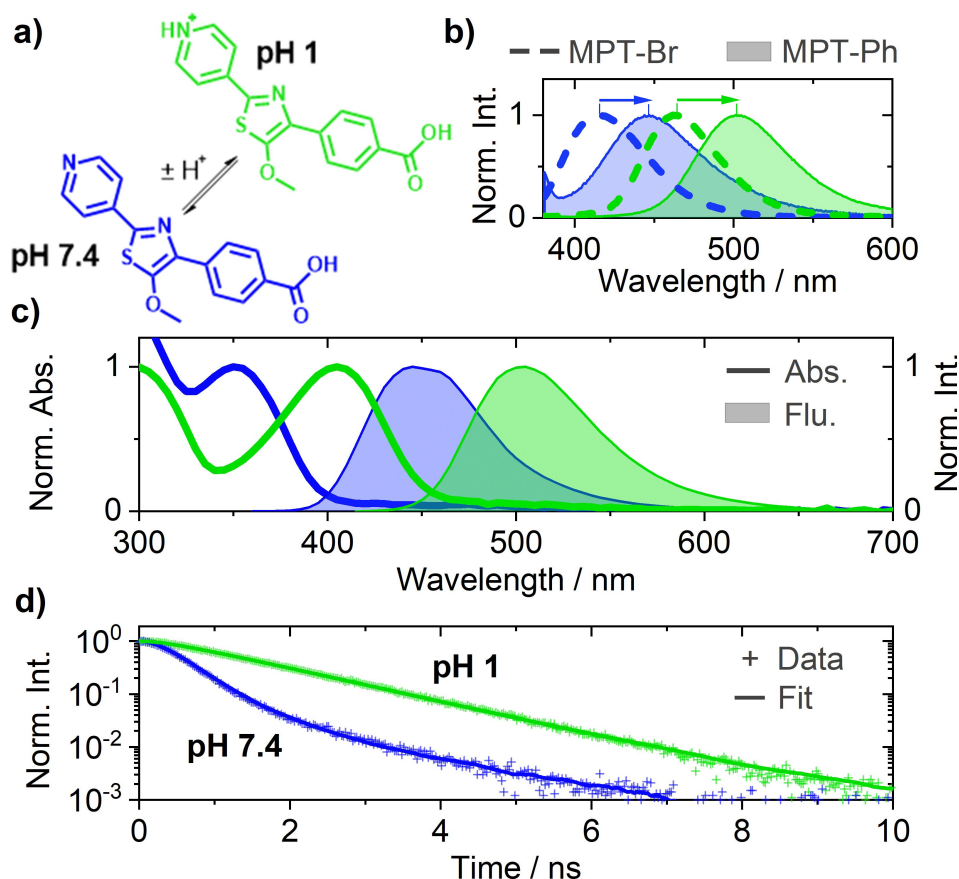 a)
HN+
pH 1
N
S
O
OH
O
± H+
N
pH 7.4
N
S
O
OH
O
b)
MPT-Br MPT-Ph
Norm. Int.
1
0
400 500 600
Wavelength / nm
c)
Norm. Abs.
1
0
Abs.
Flu.
1
0
Norm. Int.
300 400 500 600 700
Wavelength / nm
d)
Norm. Int.
10^0
10^-1
10^-2
10^-3
pH 1
pH 7.4
+ Data
Fit
0 2 4 6 8 10
Time / ns